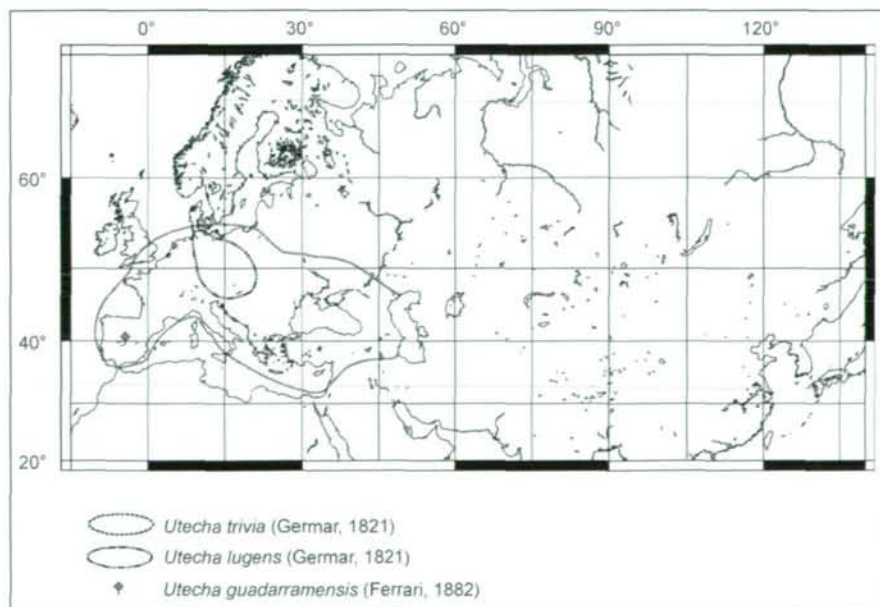 0° 30° 60° 90° 120°
60°
40°
20°
Utecha trivia (Germar, 1821)
Utecha lugens (Germar, 1821)
Utecha guadarramensis (Ferrari, 1882)